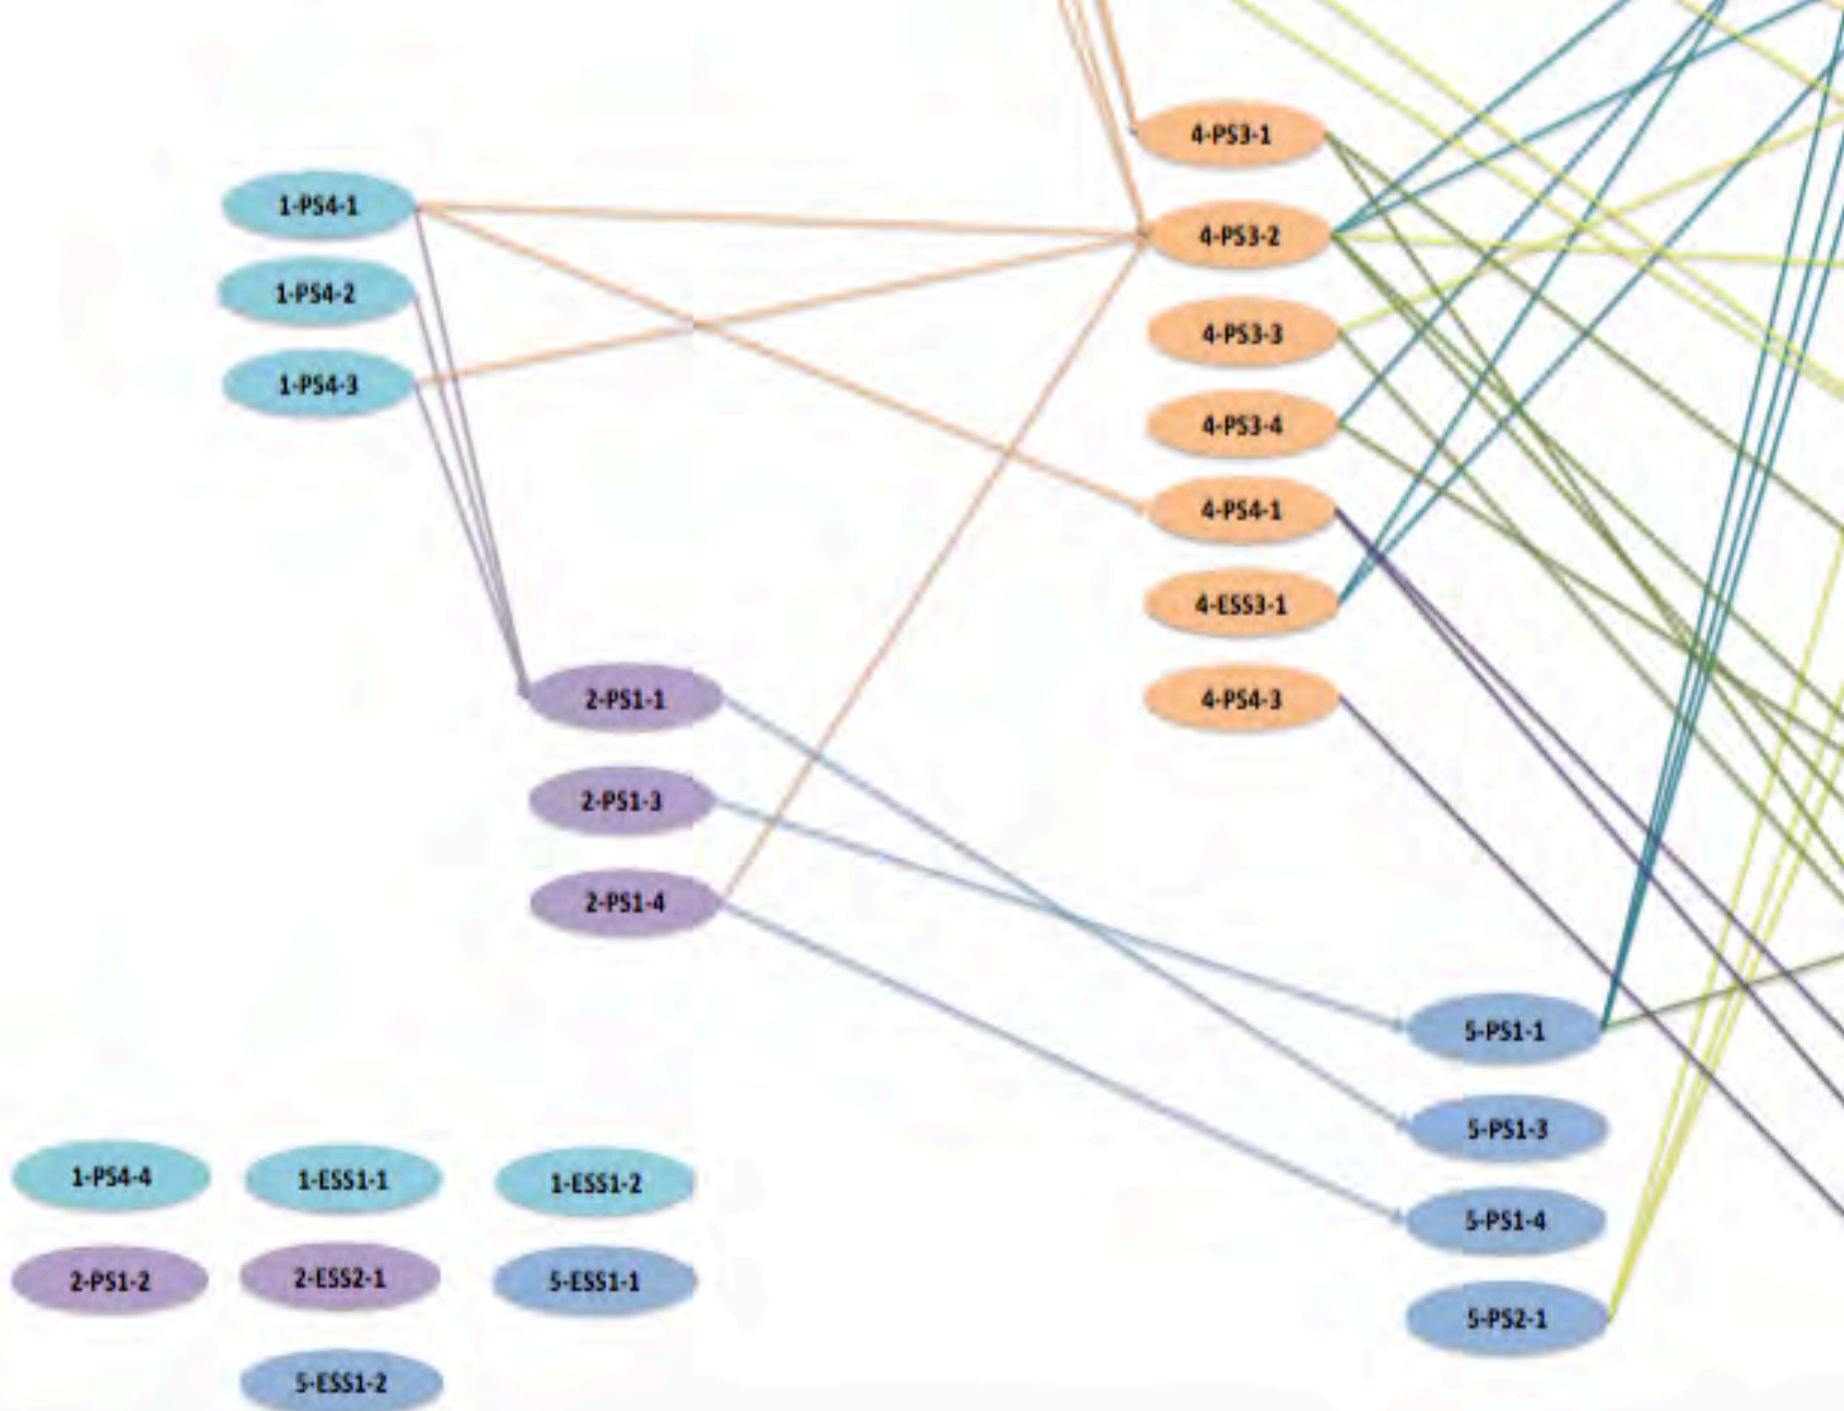 4-PS3-1
1-PS4-1
4-PS3-2
1-PS4-2
4-PS3-3
1-PS4-3
4-PS3-4
4-PS4-1
4-ESS3-1
2-PS1-1
4-PS4-3
2-PS1-3
2-PS1-4
5-PS1-1
5-PS1-3
1-PS4-4 1-ESS1-1 1-ESS1-2
5-PS1-4
2-PS1-2 2-ESS2-1 5-ESS1-1
5-PS2-1
5-ESS1-2